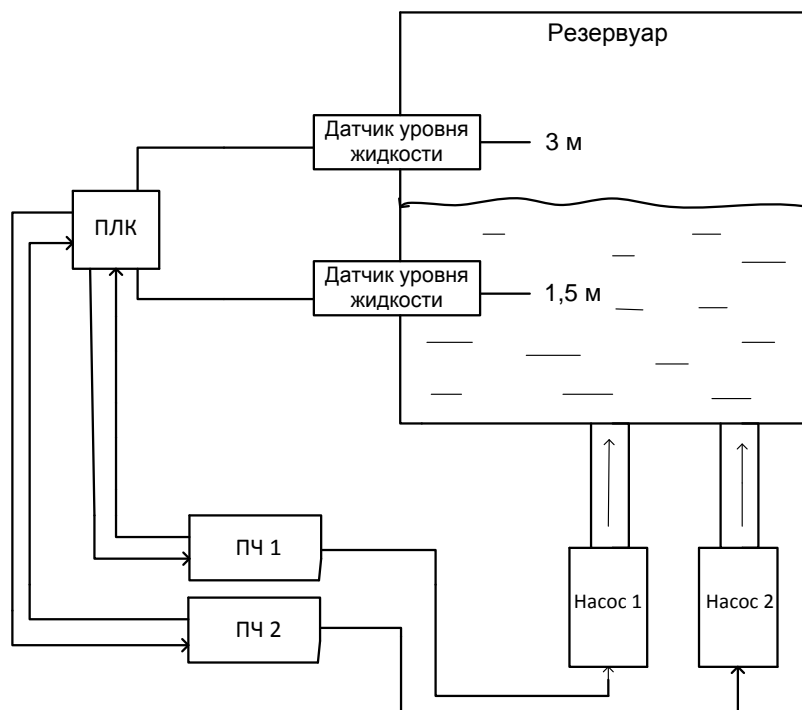 Резервуар
Датчик уровня
жидкости
3 м
ПЛК
Датчик уровня
жидкости
1,5 м
ПЧ 1
ПЧ 2
Насос 1
Насос 2